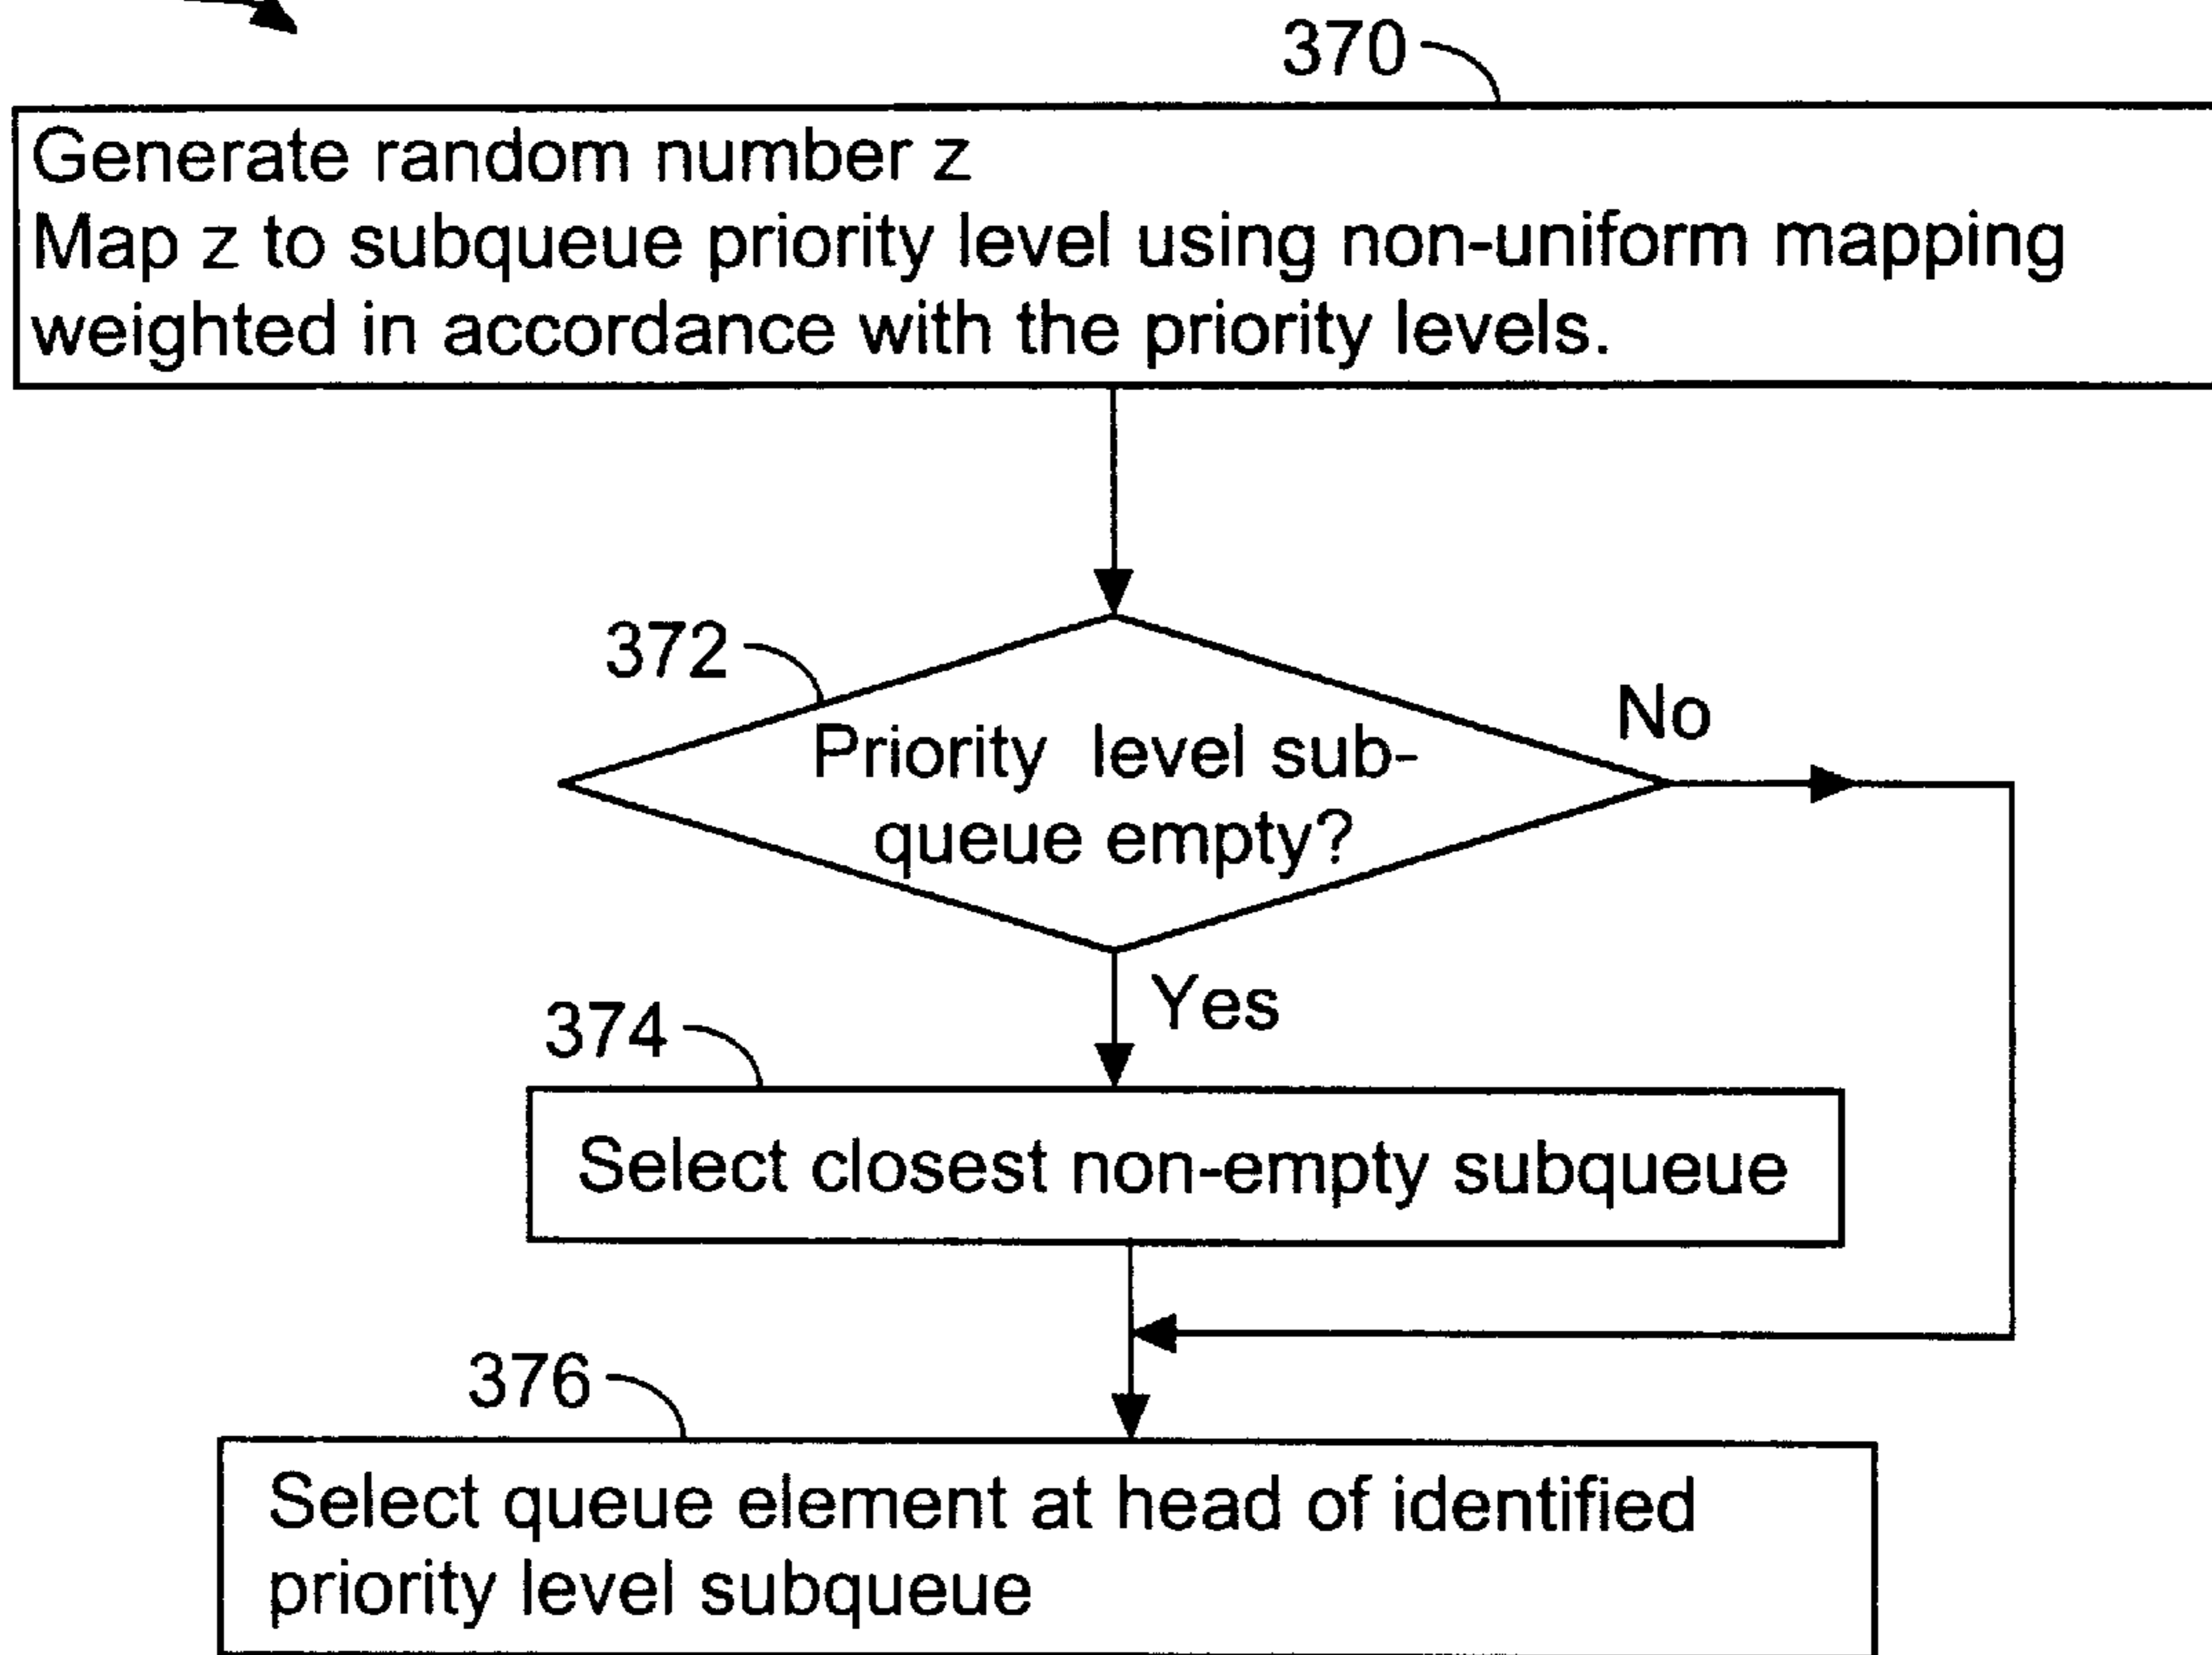 370
Generate random number z
Map z to subqueue priority level using non-uniform mapping
weighted in accordance with the priority levels.
372
Priority level sub-
queue empty?
No
Yes
374
Select closest non-empty subqueue
376
Select queue element at head of identified
priority level subqueue